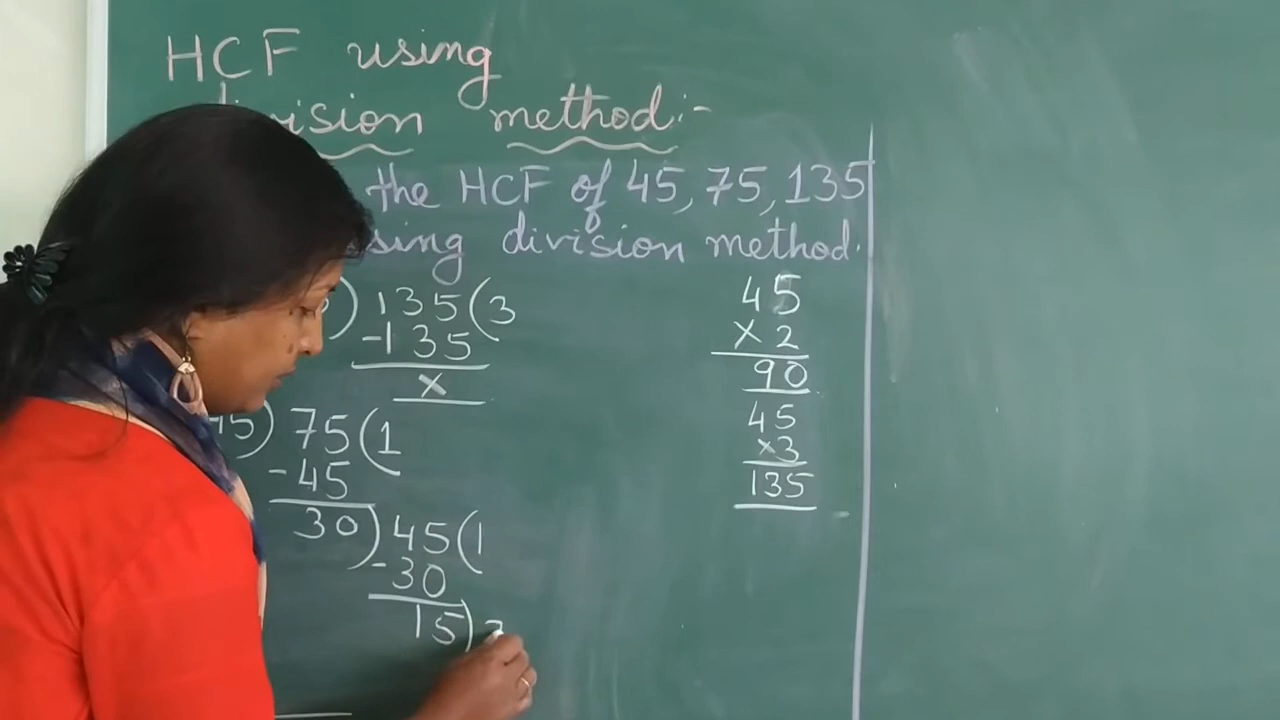 HCF using
division method:-
the HCF of 45, 75, 135
using division method.
) 135 ( 3
-135
x
45 ) 75 ( 1
-45
30 ) 45 ( 1
-30
15 ) 3
45
x 2
90
45
x3
135